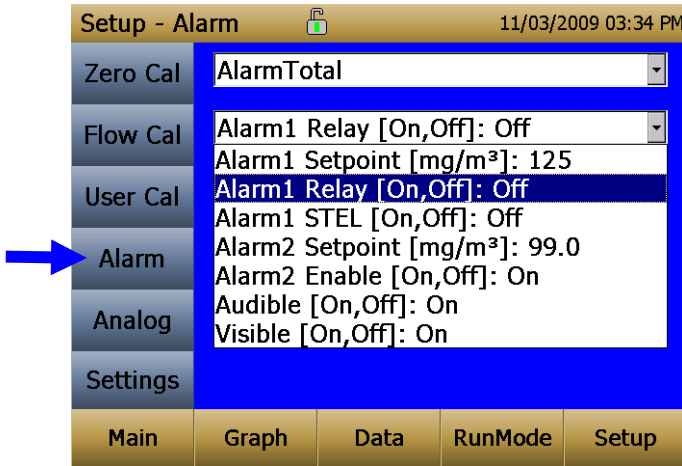 Setup - Alarm 11/03/2009 03:34 PM
Zero Cal
AlarmTotal
Flow Cal
Alarm1 Relay [On,Off]: Off
Alarm1 Setpoint [mg/m³]: 125
User Cal
Alarm1 Relay [On,Off]: Off
Alarm1 STEL [On,Off]: Off
Alarm
Alarm2 Setpoint [mg/m³]: 99.0
Alarm2 Enable [On,Off]: On
Analog
Audible [On,Off]: On
Visible [On,Off]: On
Settings
Main Graph Data RunMode Setup